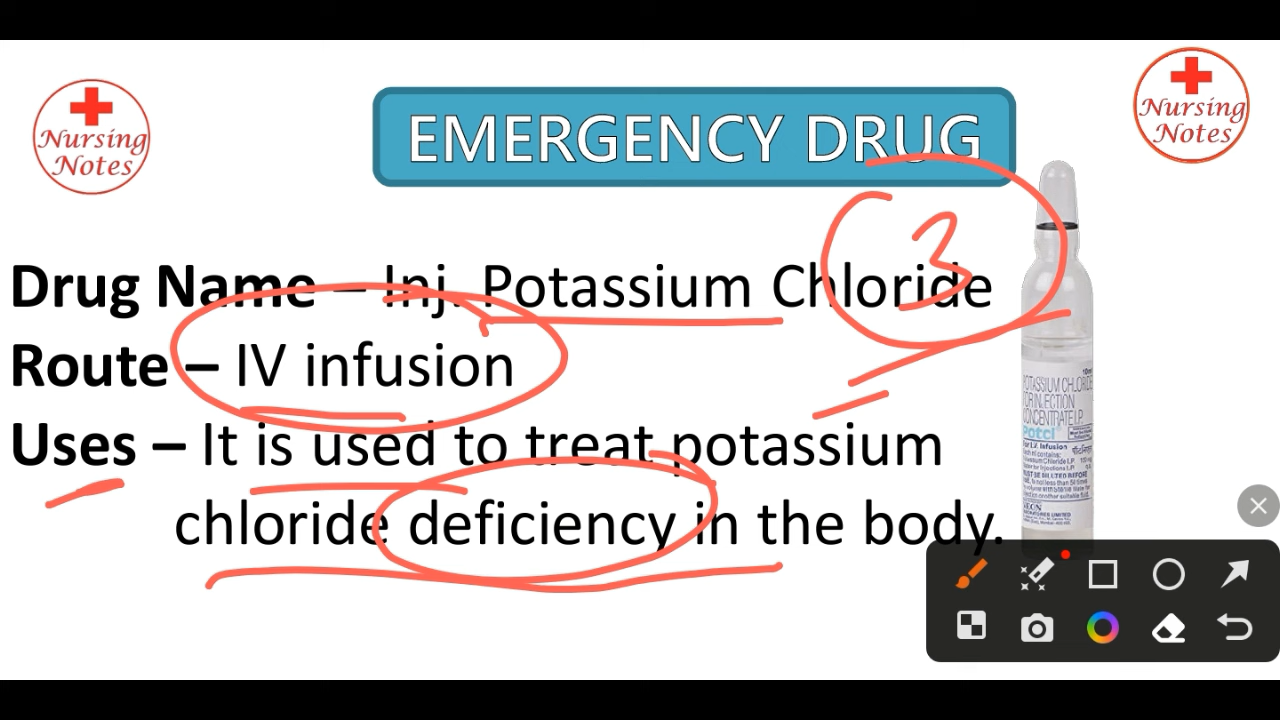 Nursing
Notes
Nursing
Notes
EMERGENCY DRUG
3
Drug Name – Inj. Potassium Chloride
Route – IV infusion
Uses – It is used to treat potassium
chloride deficiency in the body.
POTASSIUM CHLORIDE
FOR INJECTION
CONCENTRATE I.P.
Potcl